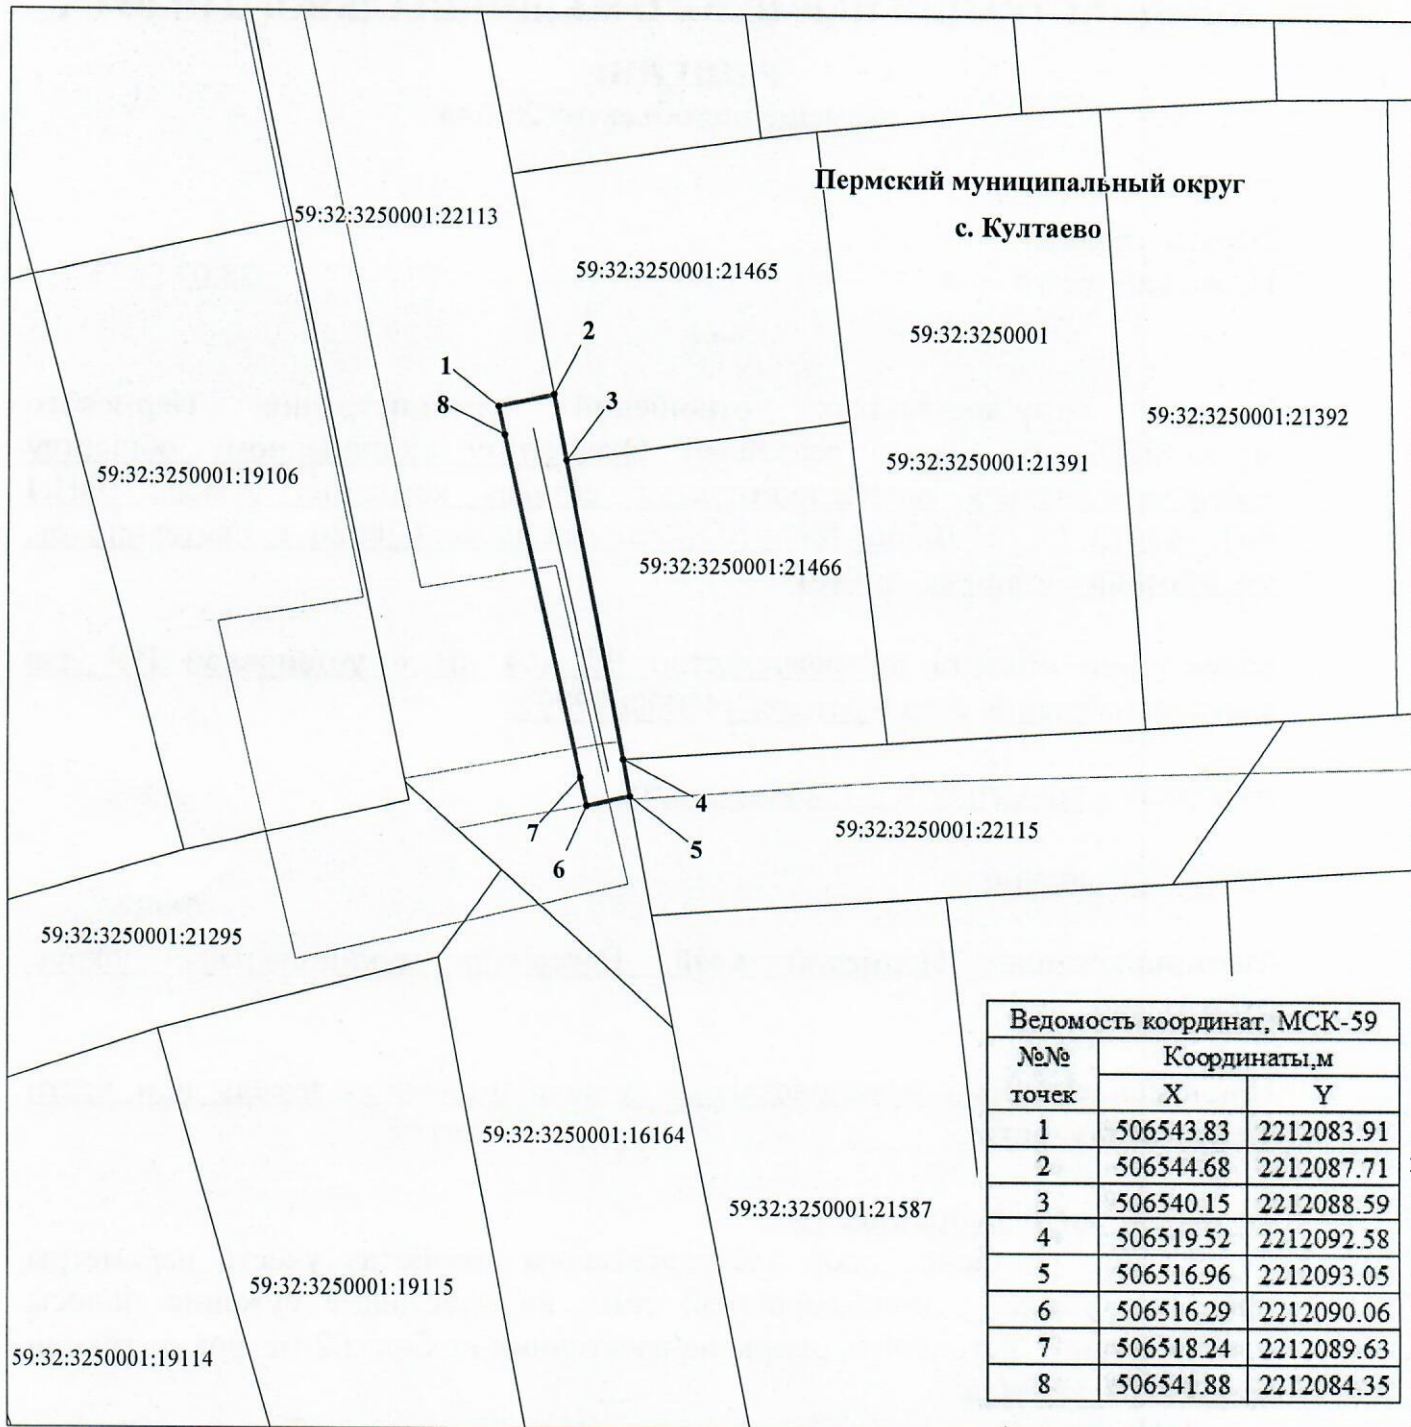 Пермский муниципальный округ
с. Култаево
59:32:3250001:22113
59:32:3250001:21465
59:32:3250001
59:32:3250001:21392
2
1
8
3
59:32:3250001:19106
59:32:3250001:21391
59:32:3250001:21466
4
7
59:32:3250001:22115
5
6
59:32:3250001:21295
59:32:3250001:16164
59:32:3250001:21587
59:32:3250001:19115
59:32:3250001:19114
Ведомость координат, МСК-59
№№ точек Координаты,м
X Y
1 506543.83 2212083.91
2 506544.68 2212087.71
3 506540.15 2212088.59
4 506519.52 2212092.58
5 506516.96 2212093.05
6 506516.29 2212090.06
7 506518.24 2212089.63
8 506541.88 2212084.35